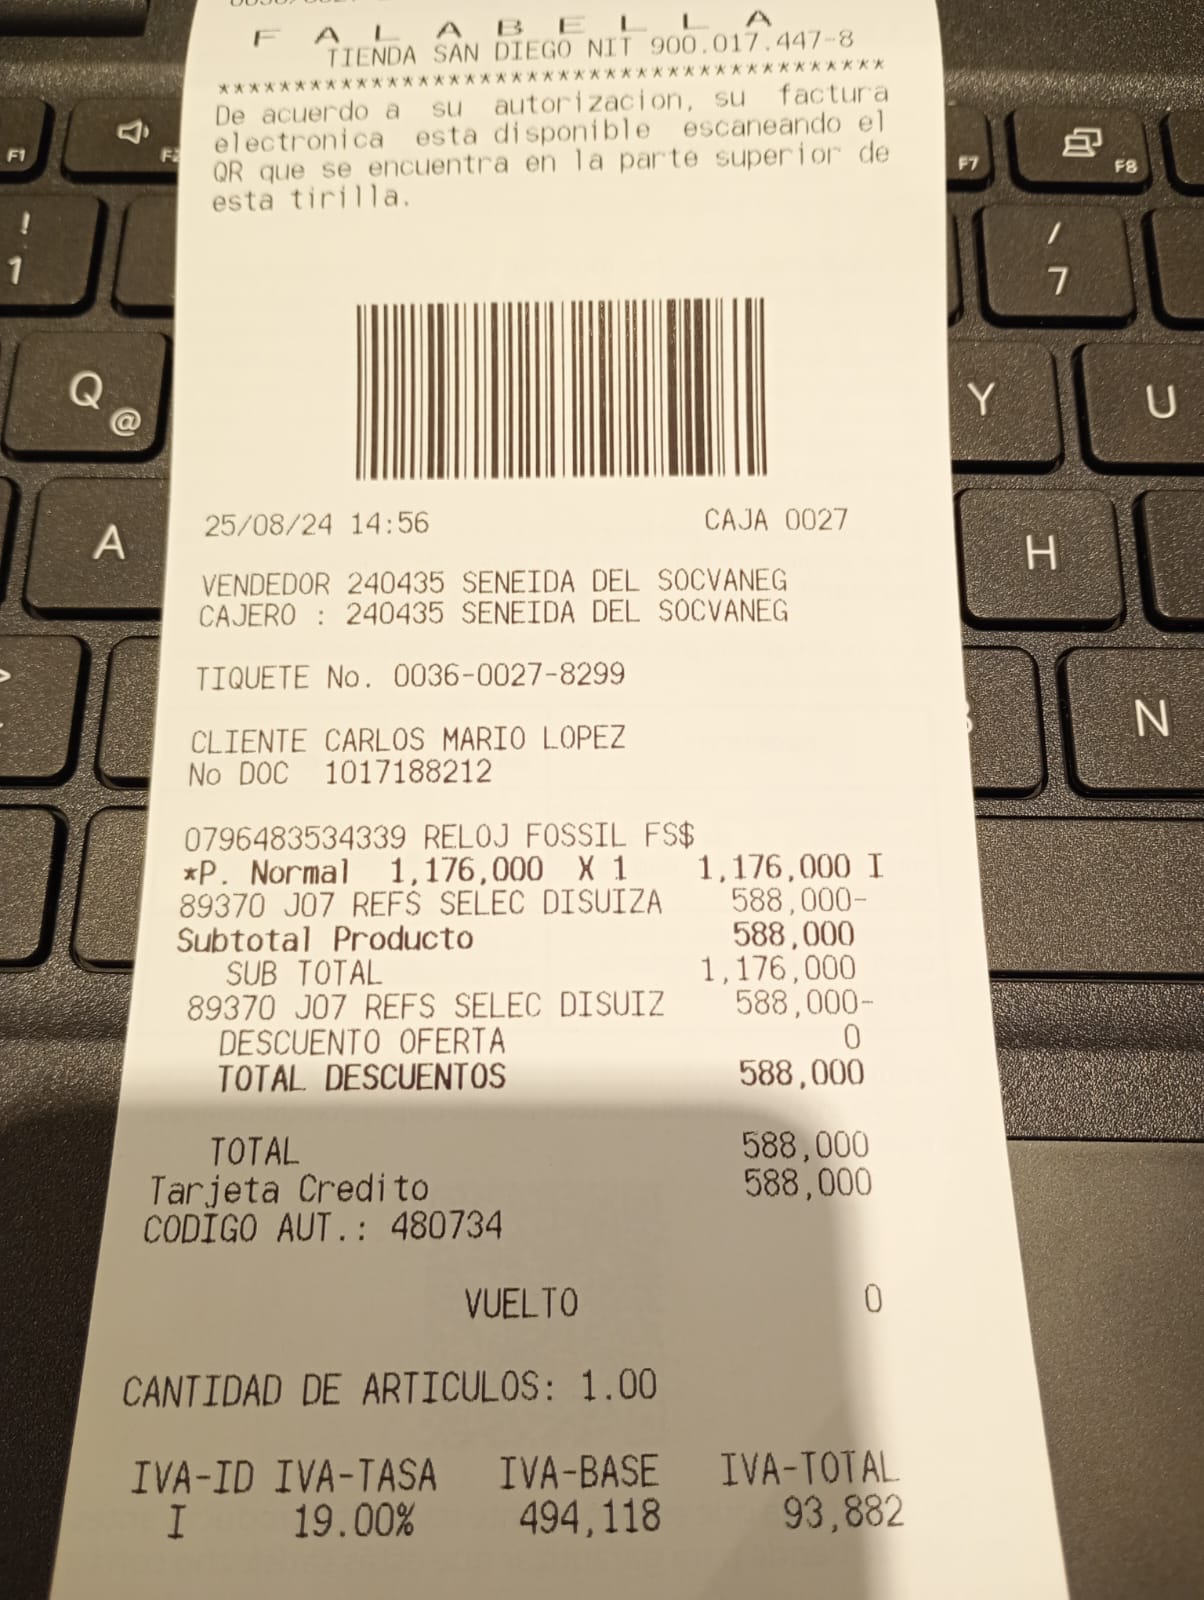 F A L A B E L L A
TIENDA SAN DIEGO NIT 900.017.447-8
********************************************
De acuerdo a su autorizacion, su factura
electronica esta disponible escaneando el
QR que se encuentra en la parte superior de
esta tirilla.
25/08/24 14:56 CAJA 0027
VENDEDOR 240435 SENEIDA DEL SOCVANEG
CAJERO : 240435 SENEIDA DEL SOCVANEG
TIQUETE No. 0036-0027-8299
CLIENTE CARLOS MARIO LOPEZ
No DOC 1017188212
0796483534339 RELOJ FOSSIL FS$
*P. Normal 1,176,000 X 1 1,176,000 I
89370 J07 REFS SELEC DISUIZA 588,000-
Subtotal Producto 588,000
SUB TOTAL 1,176,000
89370 J07 REFS SELEC DISUIZ 588,000-
DESCUENTO OFERTA 0
TOTAL DESCUENTOS 588,000
TOTAL 588,000
Tarjeta Credito 588,000
CODIGO AUT.: 480734
VUELTO 0
CANTIDAD DE ARTICULOS: 1.00
IVA-ID IVA-TASA IVA-BASE IVA-TOTAL
I 19.00% 494,118 93,882
F1
F2
F7
F8
!
1
/
7
Q @
Y
U
A
H
N